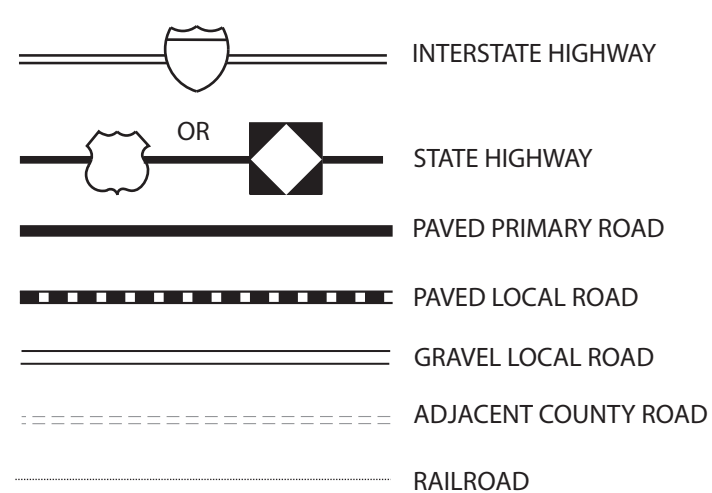 INTERSTATE HIGHWAY
OR
STATE HIGHWAY
PAVED PRIMARY ROAD
PAVED LOCAL ROAD
GRAVEL LOCAL ROAD
ADJACENT COUNTY ROAD
RAILROAD